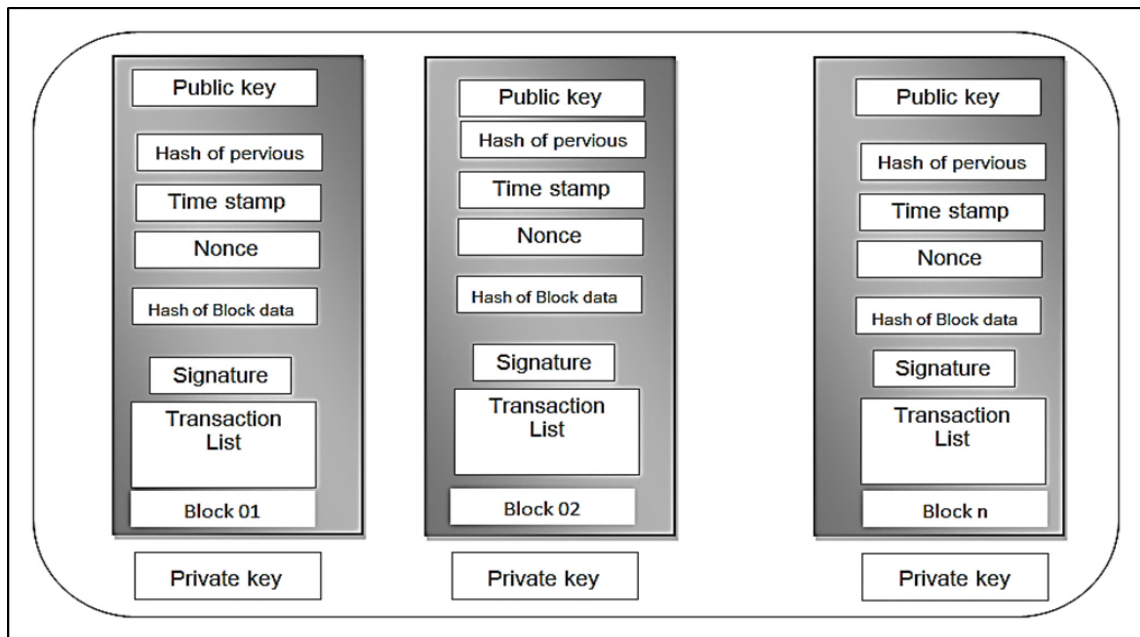 Public key
Hash of pervious
Time stamp
Nonce
Hash of Block data
Signature
Transaction
List
Block 01
Private key
Public key
Hash of pervious
Time stamp
Nonce
Hash of Block data
Signature
Transaction
List
Block 02
Private key
Public key
Hash of pervious
Time stamp
Nonce
Hash of Block data
Signature
Transaction
List
Block n
Private key